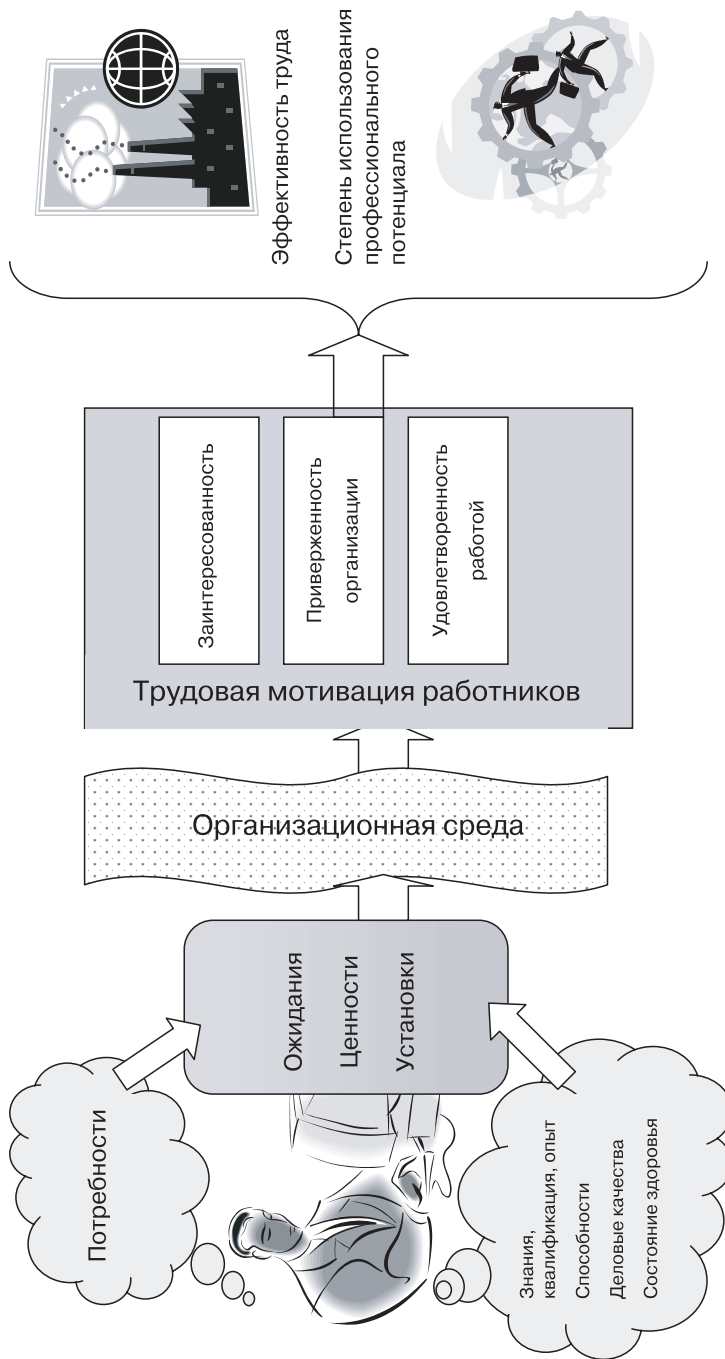 Потребности
Знания,
квалификация, опыт
Способности
Деловые качества
Состояние здоровья
Ожидания
Ценности
Установки
Организационная среда
Трудовая мотивация работников
Заинтересованность
Приверженность
организации
Удовлетворенность
работой
Эффективность труда
Степень использования
профессионального
потенциала